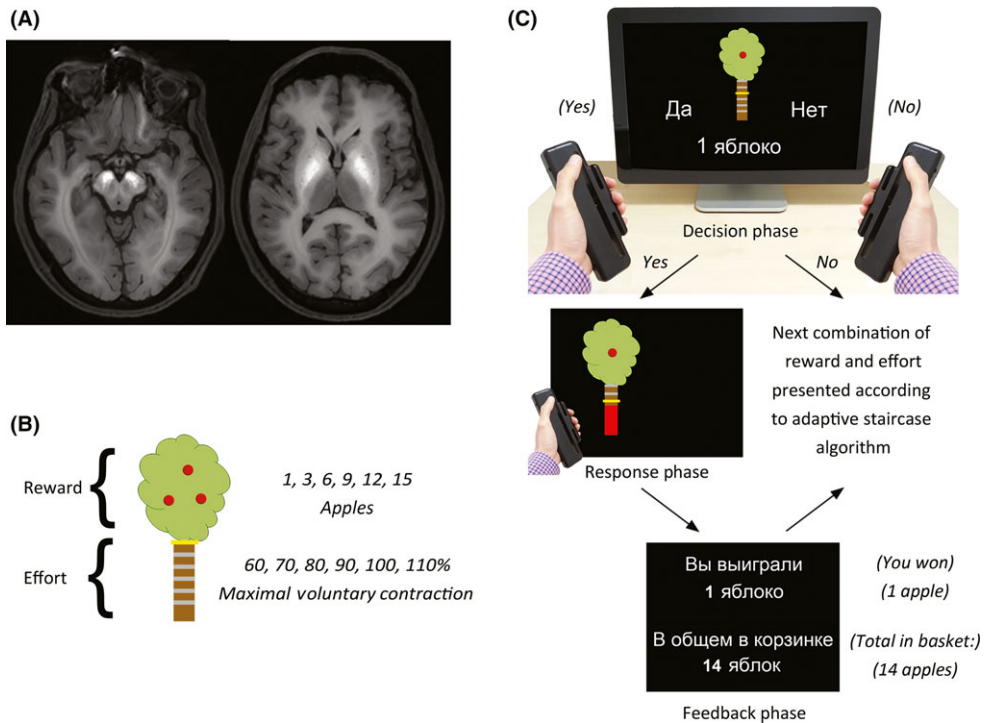 (A)
(B)
Reward
1, 3, 6, 9, 12, 15
Apples
Effort
60, 70, 80, 90, 100, 110%
Maximal voluntary contraction
(C)
(Yes)
Да
Нет
(No)
1 яблоко
Decision phase
Yes
No
Response phase
Next combination of
reward and effort
presented according
to adaptive staircase
algorithm
Вы выиграли
1 яблоко
(You won)
(1 apple)
В общем в корзинке
14 яблок
(Total in basket:)
(14 apples)
Feedback phase